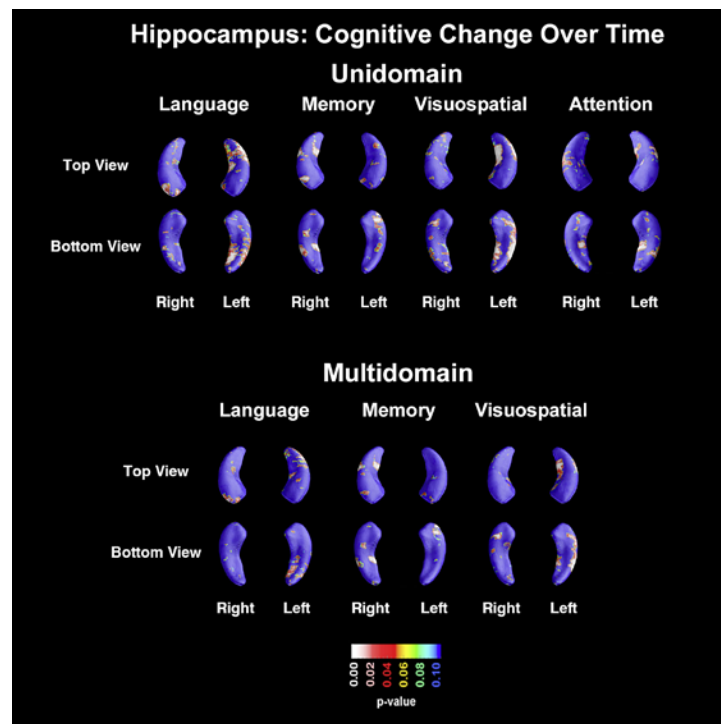 Hippocampus: Cognitive Change Over Time
Unidomain
Language Memory Visuospatial Attention
Top View
Bottom View
Right Left Right Left Right Left Right Left
Multidomain
Language Memory Visuospatial
Top View
Bottom View
Right Left Right Left Right Left
0.00 0.02 0.04 0.06 0.08 0.10
p-value